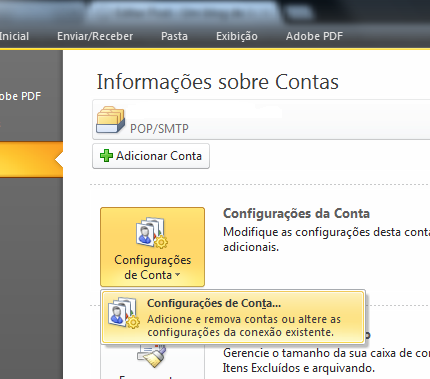 Inicial Enviar/Receber Pasta Exibição Adobe PDF
Informações sobre Contas
dobe PDF
POP/SMTP
Adicionar Conta
Configurações da Conta
Modifique as configurações desta conta
adicionais.
Configurações
de Conta
Configurações de Conta...
Adicione e remova contas ou altere as
configurações da conexão existente.
Gerencie o tamanho da sua caixa de co
Itens Excluídos e arquivando.